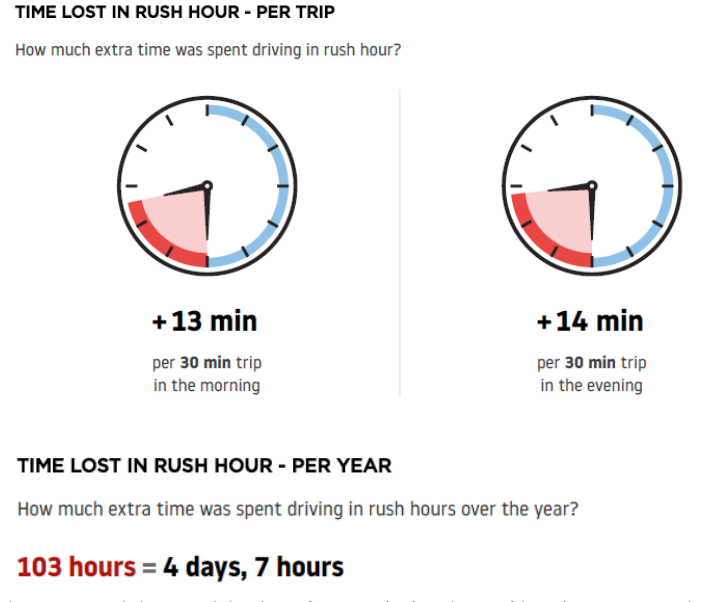 TIME LOST IN RUSH HOUR - PER TRIP
How much extra time was spent driving in rush hour?
+13 min
per 30 min trip
in the morning
+14 min
per 30 min trip
in the evening
TIME LOST IN RUSH HOUR - PER YEAR
How much extra time was spent driving in rush hours over the year?
103 hours = 4 days, 7 hours